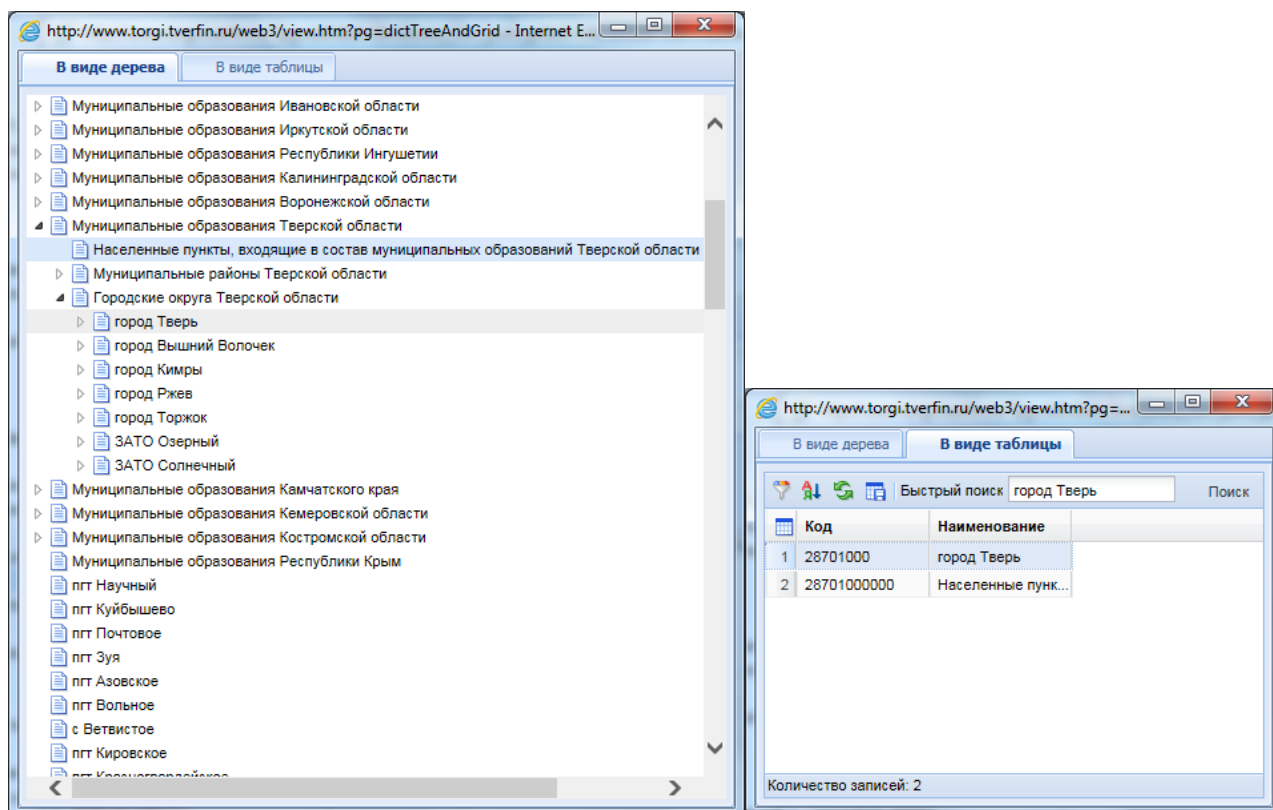 http://www.torgi.tverfin.ru/web3/view.htm?pg=dictTreeAndGrid - Internet E...
В виде дерева В виде таблицы
Муниципальные образования Ивановской области
Муниципальные образования Иркутской области
Муниципальные образования Республики Ингушетии
Муниципальные образования Калининградской области
Муниципальные образования Воронежской области
Муниципальные образования Тверской области
Населенные пункты, входящие в состав муниципальных образований Тверской области
Муниципальные районы Тверской области
Городские округа Тверской области
город Тверь
город Вышний Волочек
город Кимры
город Ржев
город Торжок
ЗАТО Озерный
ЗАТО Солнечный
Муниципальные образования Камчатского края
Муниципальные образования Кемеровской области
Муниципальные образования Костромской области
Муниципальные образования Республики Крым
пгт Научный
пгт Куйбышево
пгт Почтовое
пгт Зуя
пгт Азовское
пгт Вольное
с Ветвистое
пгт Кировское
пгт Красногвардейское
http://www.torgi.tverfin.ru/web3/view.htm?pg=...
В виде дерева В виде таблицы
Быстрый поиск город Тверь Поиск
Код Наименование
1 28701000 город Тверь
2 28701000000 Населенные пунк...
Количество записей: 2